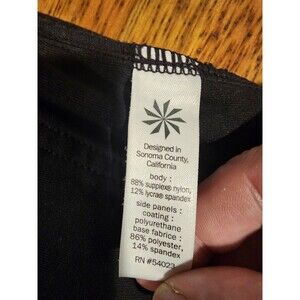 Designed in
Sonoma County,
California
body :
88% supplex® nylon,
12% lycra® spandex
side panels :
coating :
polyurethane
base fabrice :
86% polyester,
14% spandex
RN #54023